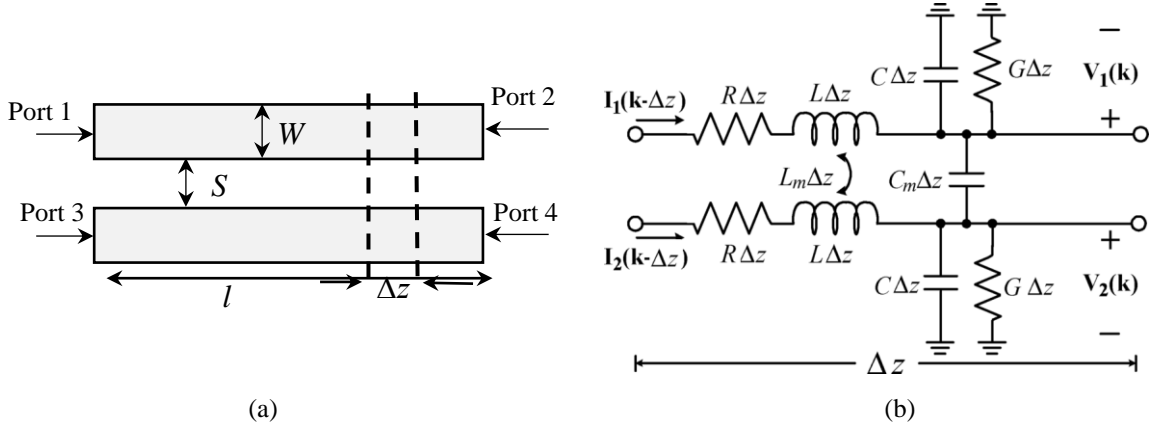 Port 1
Port 2
W
S
Port 3
Port 4
l
Δz
(a)
CΔz
GΔz
−
V₁(k)
+
I₁(k-Δz)
RΔz
LΔz
LₘΔz
CₘΔz
I₂(k-Δz)
RΔz
LΔz
CΔz
G Δz
+
V₂(k)
−
Δ z
(b)